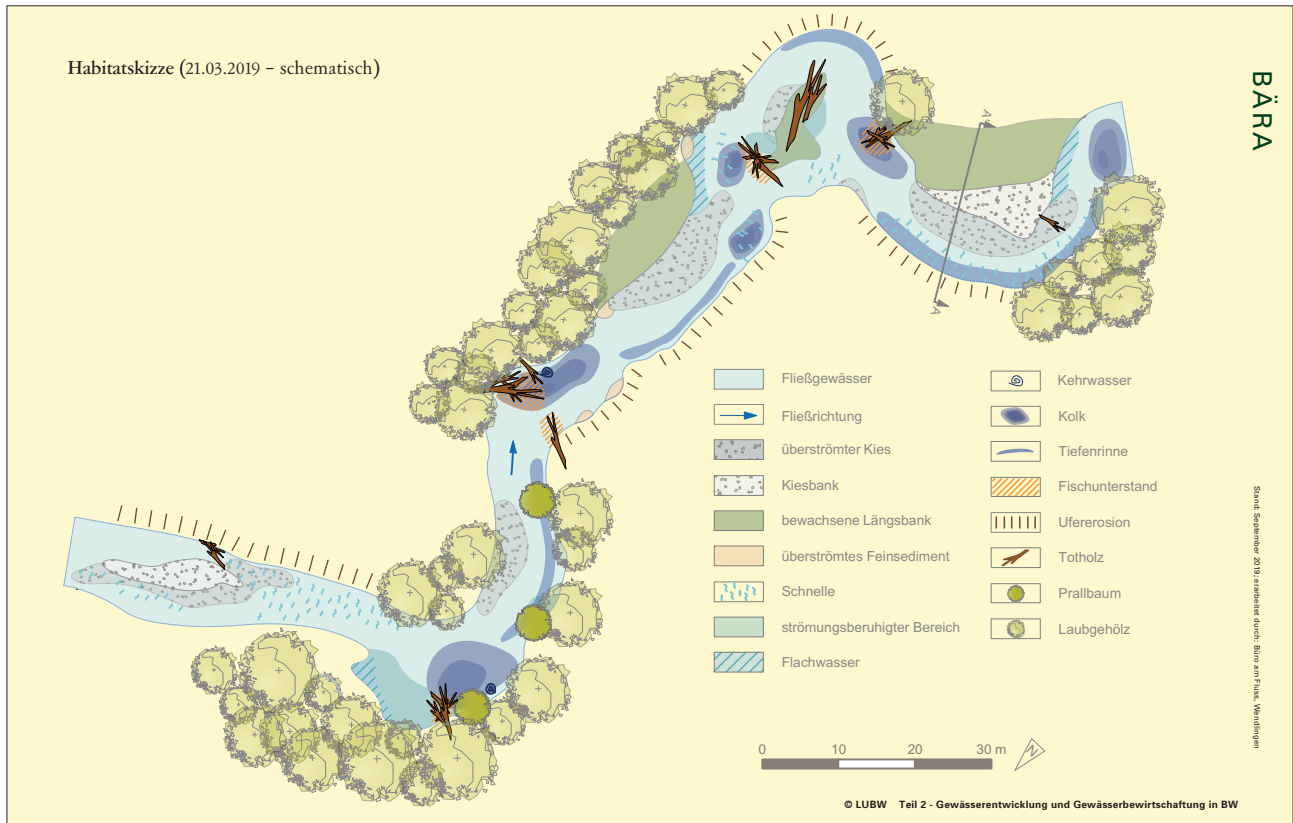 Habitatskizze (21.03.2019 – schematisch)
BÄRA
A
A
Fließgewässer
Fließrichtung
überströmter Kies
Kiesbank
bewachsene Längsbank
überströmtes Feinsediment
Schnelle
strömungsberuhigter Bereich
Flachwasser
Kehrwasser
Kolk
Tiefenrinne
Fischunterstand
Ufererosion
Totholz
Prallbaum
Laubgehölz
0 10 20 30 m
N
Stand: September 2019; erarbeitet durch: Büro am Fluss, Wendlingen
© LUBW Teil 2 - Gewässerentwicklung und Gewässerbewirtschaftung in BW